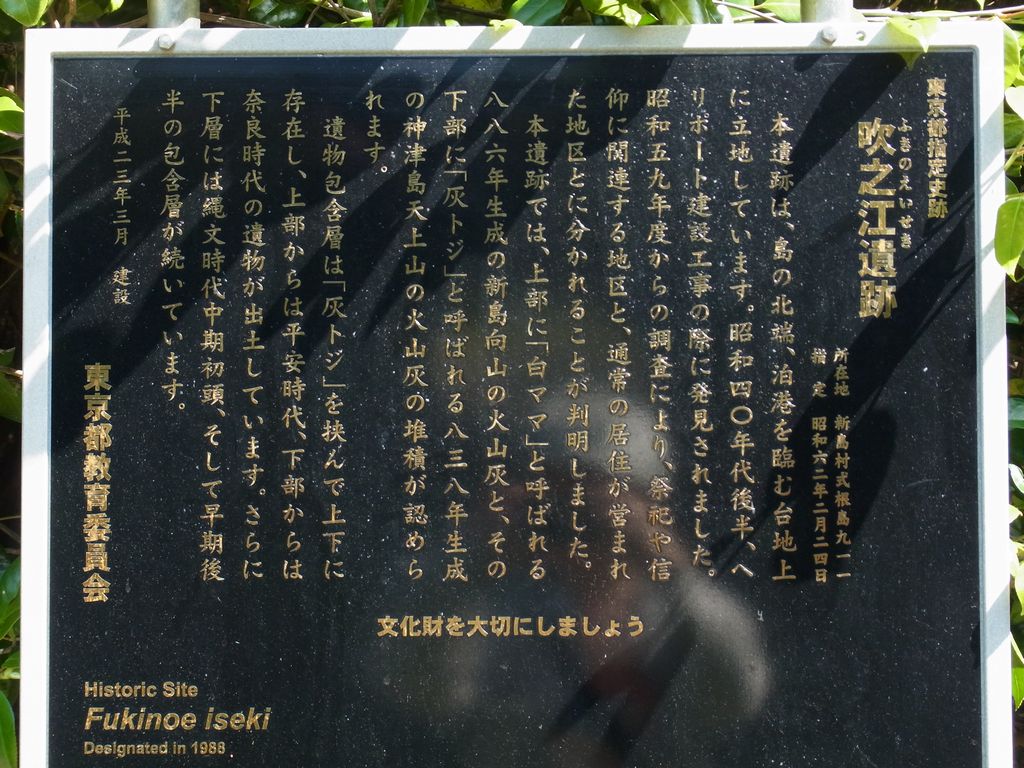 東京都指定史跡
ふきのえいせき
吹之江遺跡
所在地 新島村式根島九一一
指定 昭和六二年二月二四日
本遺跡は、島の北端、泊港を臨む台地上
に立地しています。昭和四〇年代後半、ヘ
リポート建設工事の際に発見されました。
昭和五九年度からの調査により、祭祀や信
仰に関連する地区と、通常の居住が営まれ
た地区とに分かれることが判明しました。
本遺跡では、上部に「白ママ」と呼ばれる
八八六年生成の新島向山の火山灰と、その
下部に「灰トジ」と呼ばれる八三八年生成
の神津島天上山の火山灰の堆積が認めら
れます。
遺物包含層は「灰トジ」を挟んで上下に
存在し、上部からは平安時代、下部からは
奈良時代の遺物が出土しています。さらに
下層には縄文時代中期初頭、そして早期後
半の包含層が続いています。
平成二三年三月 建設
東京都教育委員会
文化財を大切にしましょう
Historic Site
Fukinoe iseki
Designated in 1988